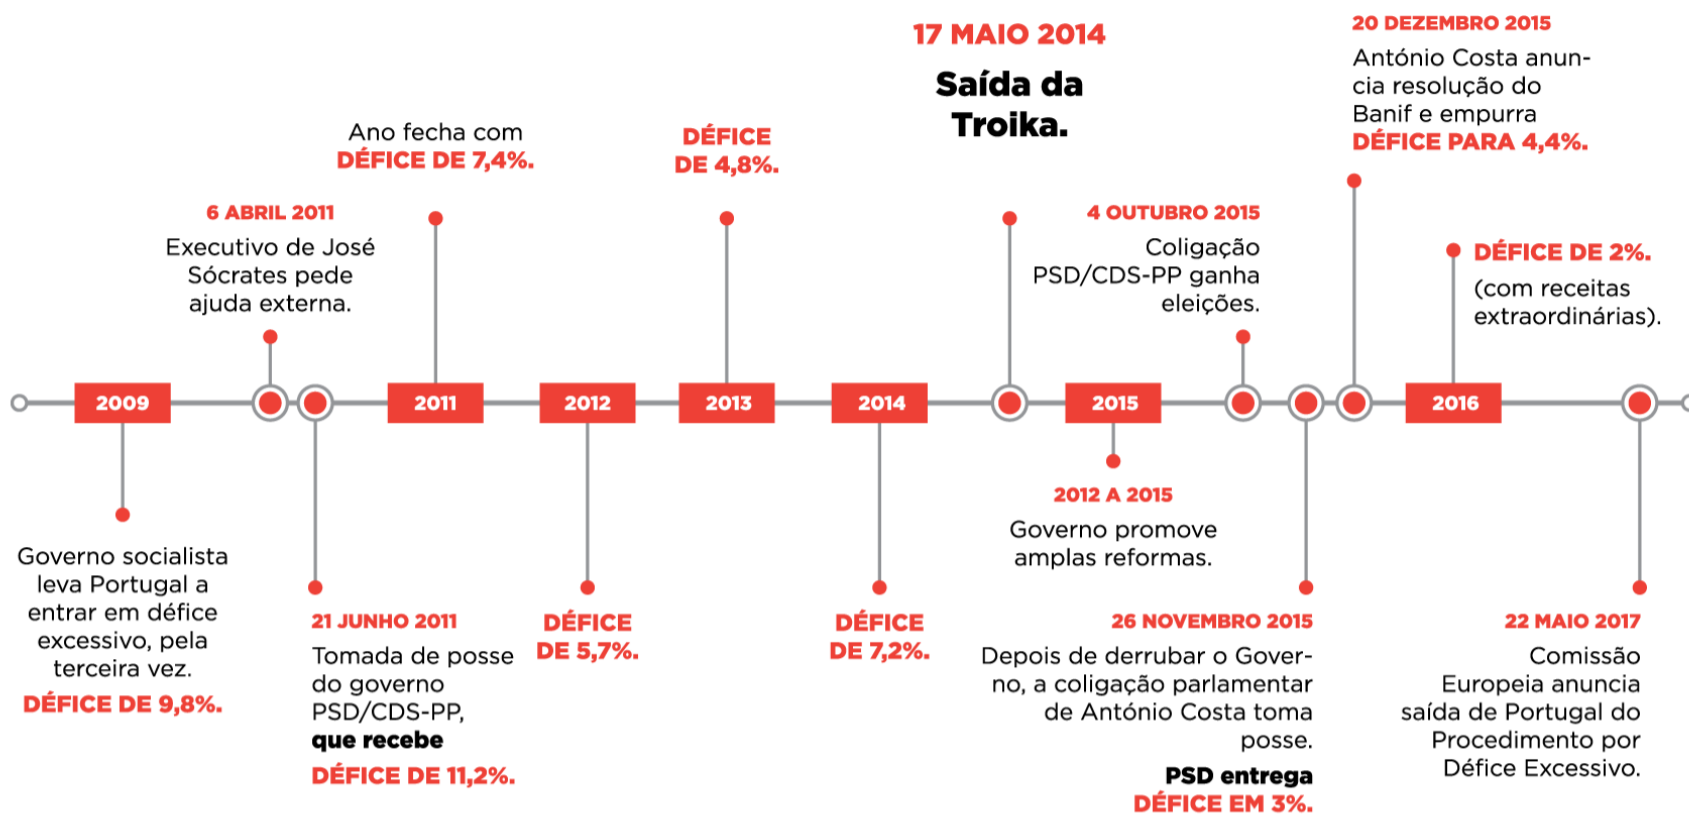 2009
Governo socialista
leva Portugal a
entrar em défice
excessivo, pela
terceira vez.
DÉFICE DE 9,8%.
6 ABRIL 2011
Executivo de José
Sócrates pede
ajuda externa.
21 JUNHO 2011
Tomada de posse
do governo
PSD/CDS-PP,
que recebe
DÉFICE DE 11,2%.
Ano fecha com
DÉFICE DE 7,4%.
2011
2012
DÉFICE
DE 5,7%.
DÉFICE
DE 4,8%.
2013
2014
DÉFICE
DE 7,2%.
17 MAIO 2014
Saída da
Troika.
2015
2012 A 2015
Governo promove
amplas reformas.
4 OUTUBRO 2015
Coligação
PSD/CDS-PP ganha
eleições.
26 NOVEMBRO 2015
Depois de derrubar o Gover-
no, a coligação parlamentar
de António Costa toma
posse.
PSD entrega
DÉFICE EM 3%.
20 DEZEMBRO 2015
António Costa anun-
cia resolução do
Banif e empurra
DÉFICE PARA 4,4%.
DÉFICE DE 2%.
(com receitas
extraordinárias).
2016
22 MAIO 2017
Comissão
Europeia anuncia
saída de Portugal do
Procedimento por
Défice Excessivo.